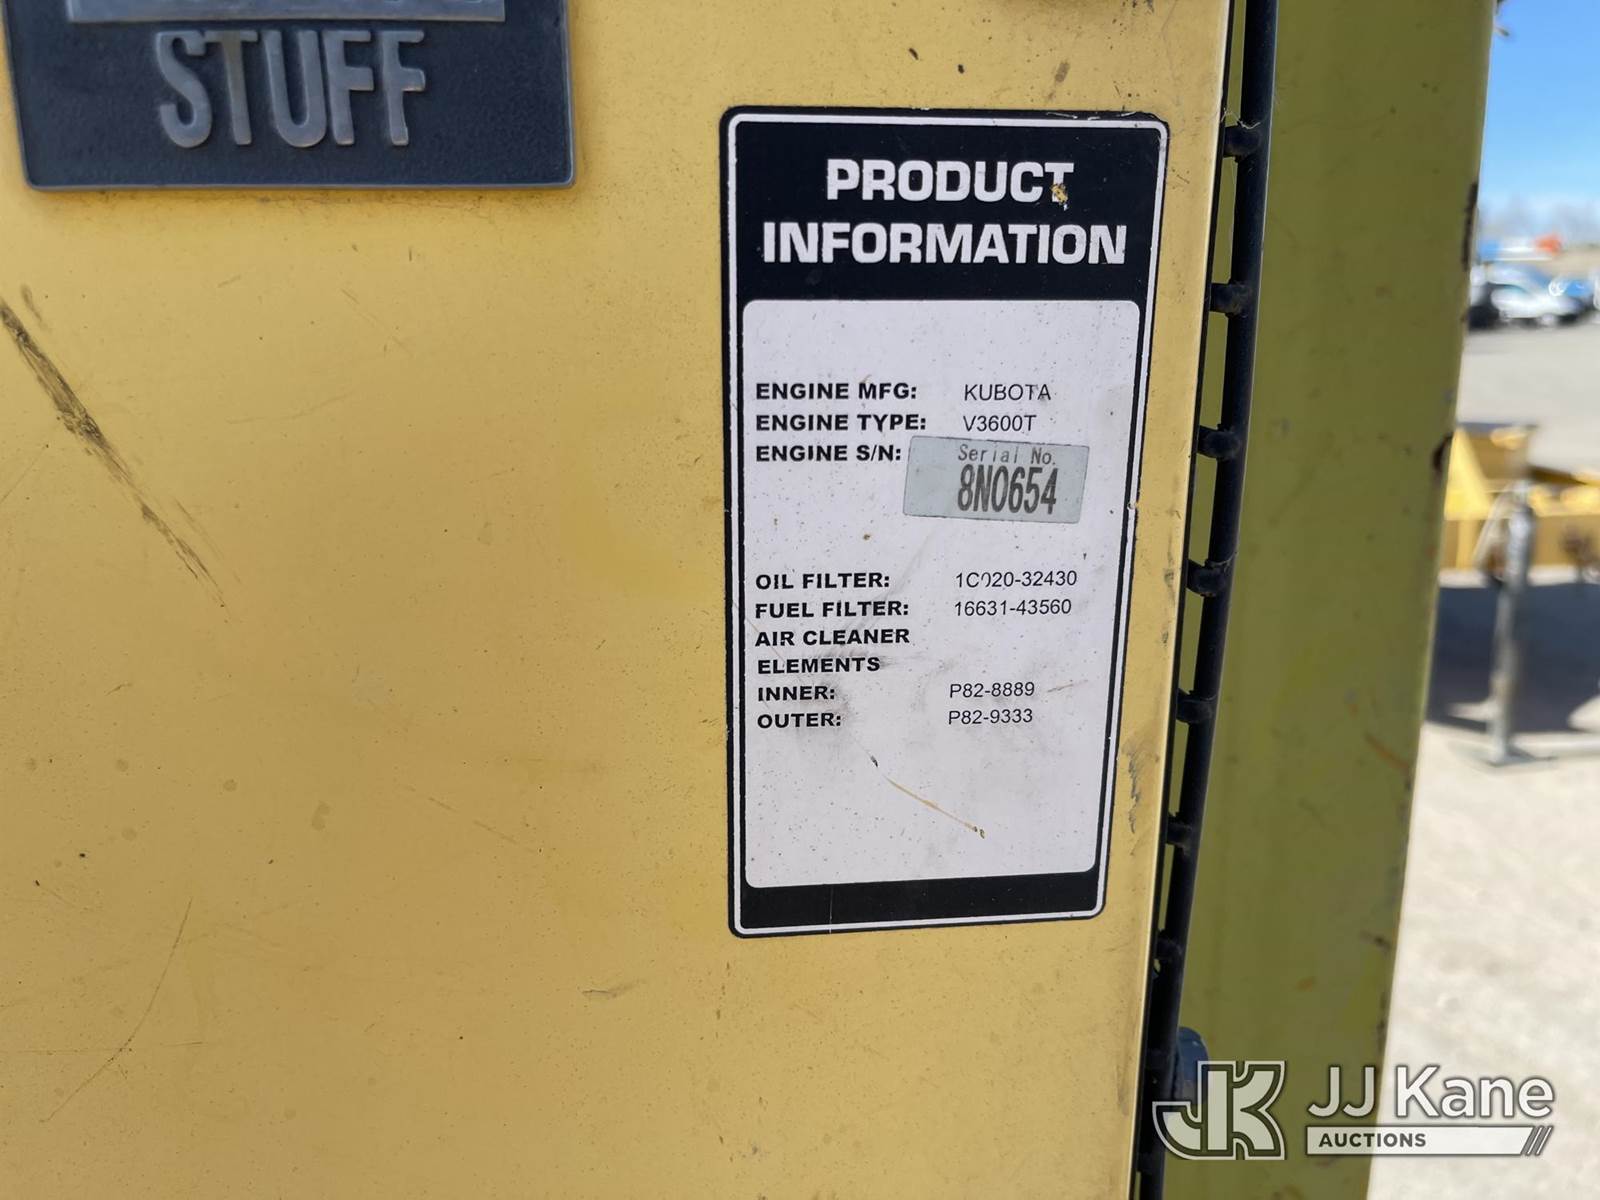 STUFF
PRODUCT
INFORMATION
ENGINE MFG: KUBOTA
ENGINE TYPE: V3600T
ENGINE S/N: Serial No.
8N0654
OIL FILTER: 1C020-32430
FUEL FILTER: 16631-43560
AIR CLEANER
ELEMENTS
INNER: P82-8889
OUTER: P82-9333
JK JJ Kane
AUCTIONS